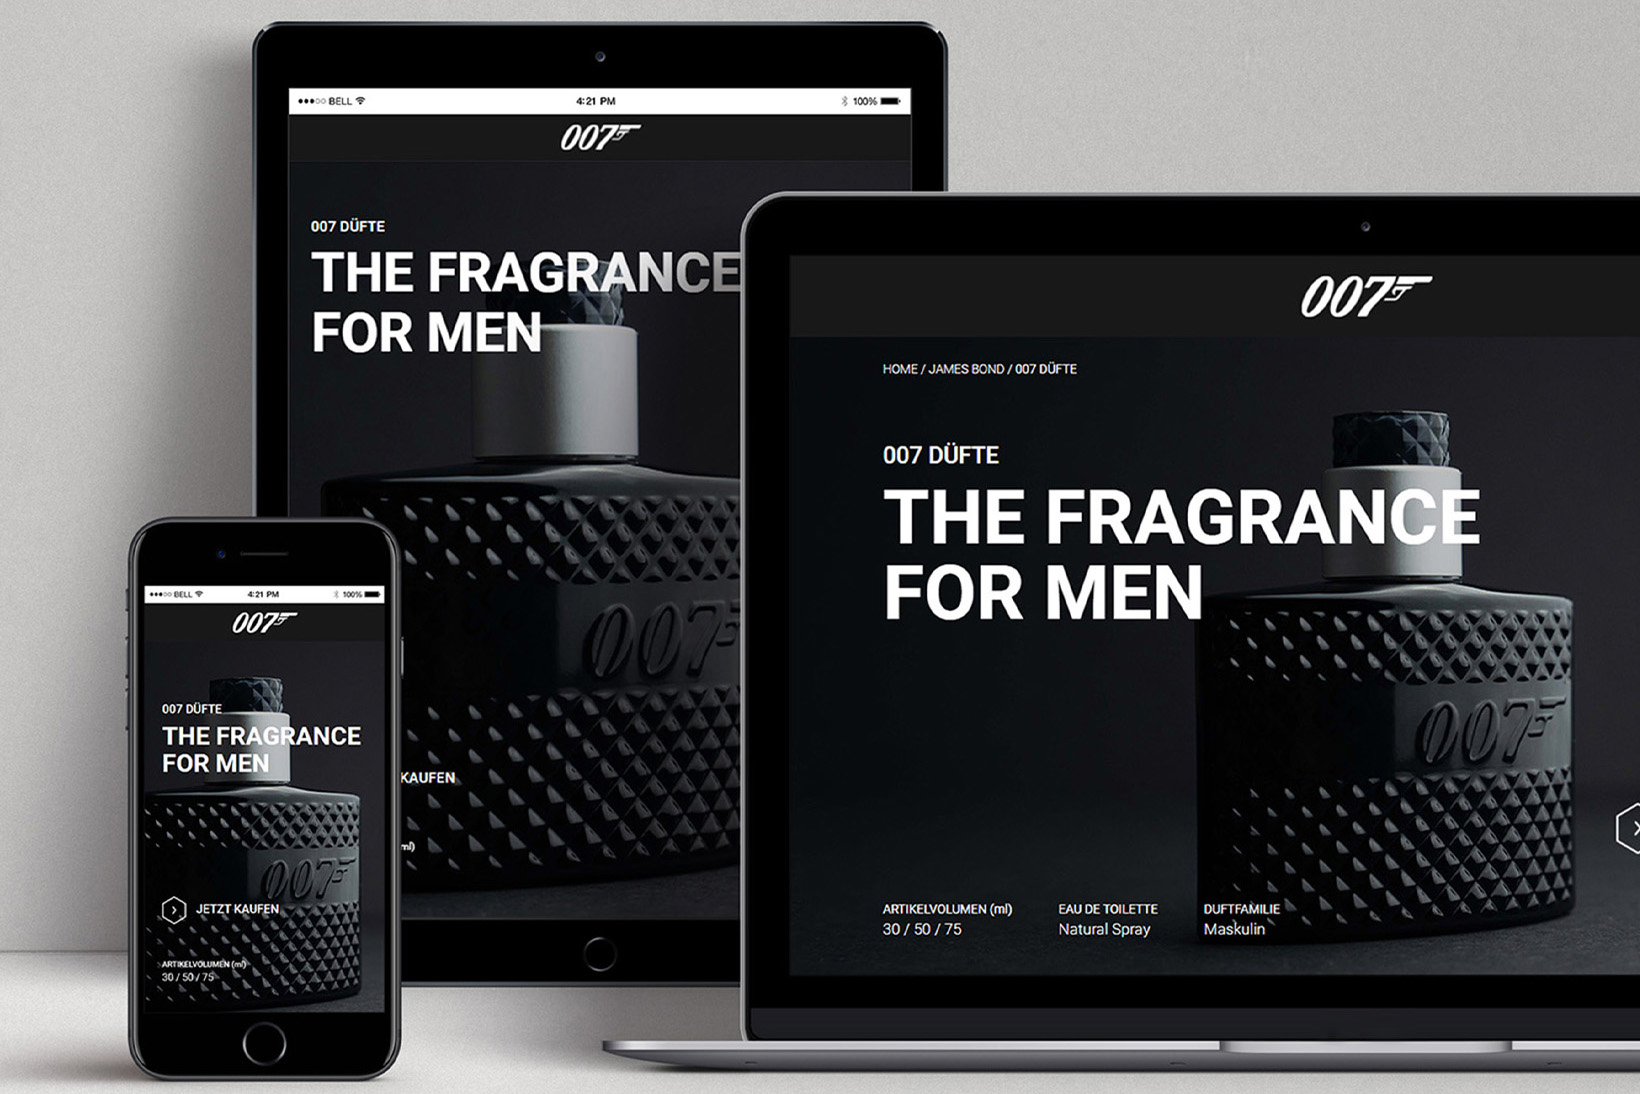 BELL
4:21 PM
100%
007
007 DÜFTE
THE FRAGRANCE
FOR MEN
007
KAUFEN
ml)
BELL
4:21 PM
100%
007
007 DÜFTE
THE FRAGRANCE
FOR MEN
007
JETZT KAUFEN
ARTIKELVOLUMEN (ml)
30 / 50 / 75
007
HOME / JAMES BOND / 007 DÜFTE
007 DÜFTE
THE FRAGRANCE
FOR MEN
007
ARTIKELVOLUMEN (ml)
30 / 50 / 75
EAU DE TOILETTE
Natural Spray
DUFTFAMILIE
Maskulin